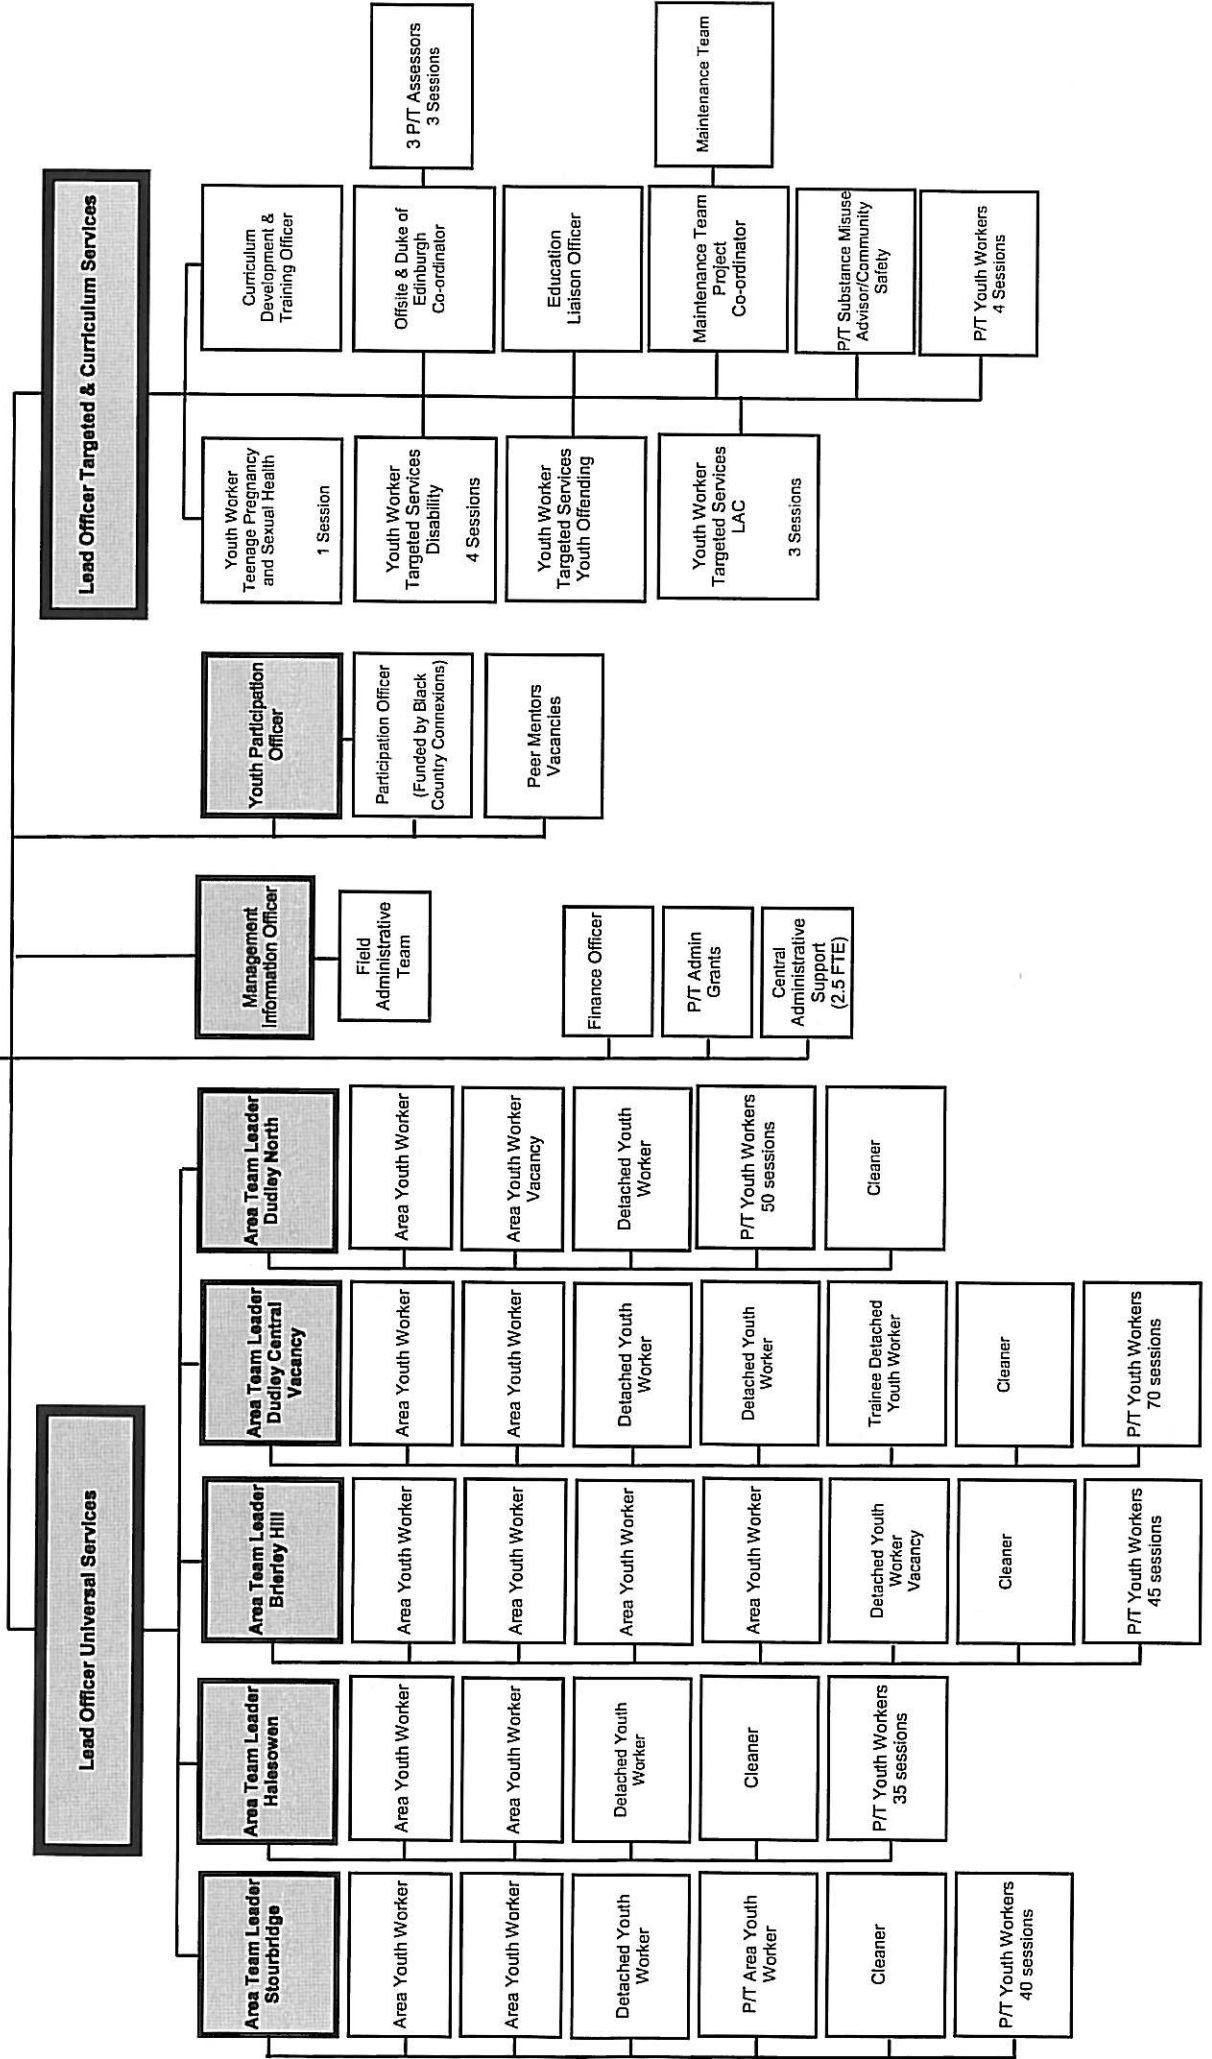 Lead Officer Universal Services
Lead Officer Targeted & Curriculum Services
Area Team Leader
Stourbridge
Area Youth Worker
Area Youth Worker
Detached Youth
Worker
P/T Area Youth
Worker
Cleaner
P/T Youth Workers
40 sessions
Area Team Leader
Halesowen
Area Youth Worker
Area Youth Worker
Detached Youth
Worker
Cleaner
P/T Youth Workers
35 sessions
Area Team Leader
Brierley Hill
Area Youth Worker
Area Youth Worker
Area Youth Worker
Area Youth Worker
Detached Youth
Worker
Vacancy
Cleaner
P/T Youth Workers
45 sessions
Area Team Leader
Dudley Central
Vacancy
Area Youth Worker
Area Youth Worker
Detached Youth
Worker
Detached Youth
Worker
Trainee Detached
Youth Worker
Cleaner
P/T Youth Workers
70 sessions
Area Team Leader
Dudley North
Area Youth Worker
Area Youth Worker
Vacancy
Detached Youth
Worker
P/T Youth Workers
50 sessions
Cleaner
Management
Information Officer
Field
Administrative
Team
Finance Officer
P/T Admin
Grants
Central
Administrative
Support
(2.5 FTE)
Youth Participation
Officer
Participation Officer
(Funded by Black
Country Connexions)
Peer Mentors
Vacancies
Youth Worker
Teenage Pregnancy
and Sexual Health
1 Session
Youth Worker
Targeted Services
Disability
4 Sessions
Youth Worker
Targeted Services
Youth Offending
Youth Worker
Targeted Services
LAC
3 Sessions
Curriculum
Development &
Training Officer
Offsite & Duke of
Edinburgh
Co-ordinator
Education
Liaison Officer
Maintenance Team
Project
Co-ordinator
P/T Substance Misuse
Advisor/Community
Safety
P/T Youth Workers
4 Sessions
3 P/T Assessors
3 Sessions
Maintenance Team